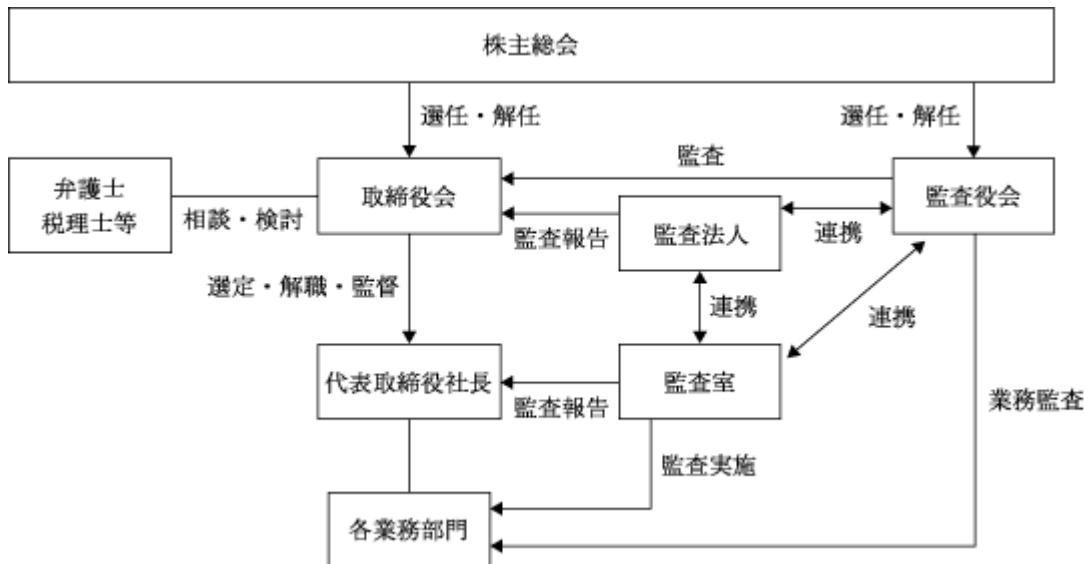 株主総会
選任・解任
選任・解任
監査
弁護士
税理士等
相談・検討
取締役会
監査役会
監査報告
監査法人
連携
選定・解職・監督
連携
連携
代表取締役社長
監査報告
監査室
業務監査
監査実施
各業務部門